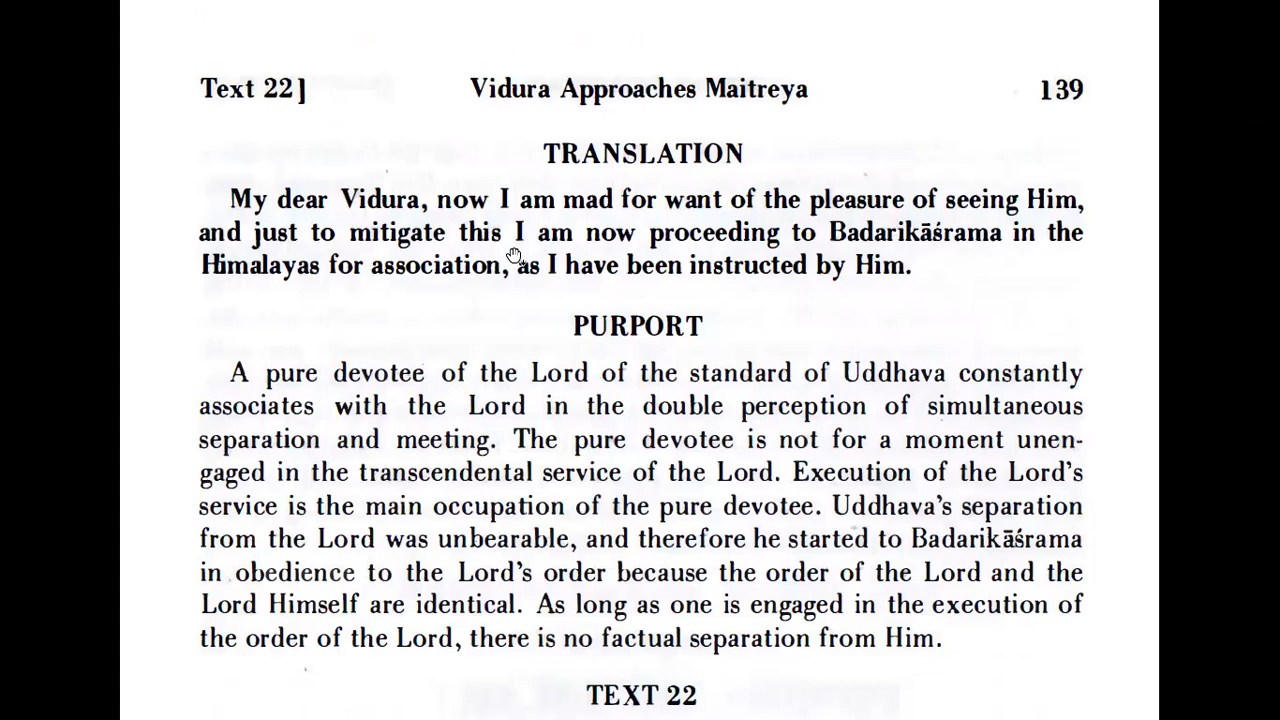 Text 22] Vidura Approaches Maitreya 139
TRANSLATION
My dear Vidura, now I am mad for want of the pleasure of seeing Him,
and just to mitigate this I am now proceeding to Badarikāśrama in the
Himalayas for association, as I have been instructed by Him.
PURPORT
A pure devotee of the Lord of the standard of Uddhava constantly
associates with the Lord in the double perception of simultaneous
separation and meeting. The pure devotee is not for a moment unen-
gaged in the transcendental service of the Lord. Execution of the Lord's
service is the main occupation of the pure devotee. Uddhava's separation
from the Lord was unbearable, and therefore he started to Badarikāśrama
in obedience to the Lord's order because the order of the Lord and the
Lord Himself are identical. As long as one is engaged in the execution of
the order of the Lord, there is no factual separation from Him.
TEXT 22